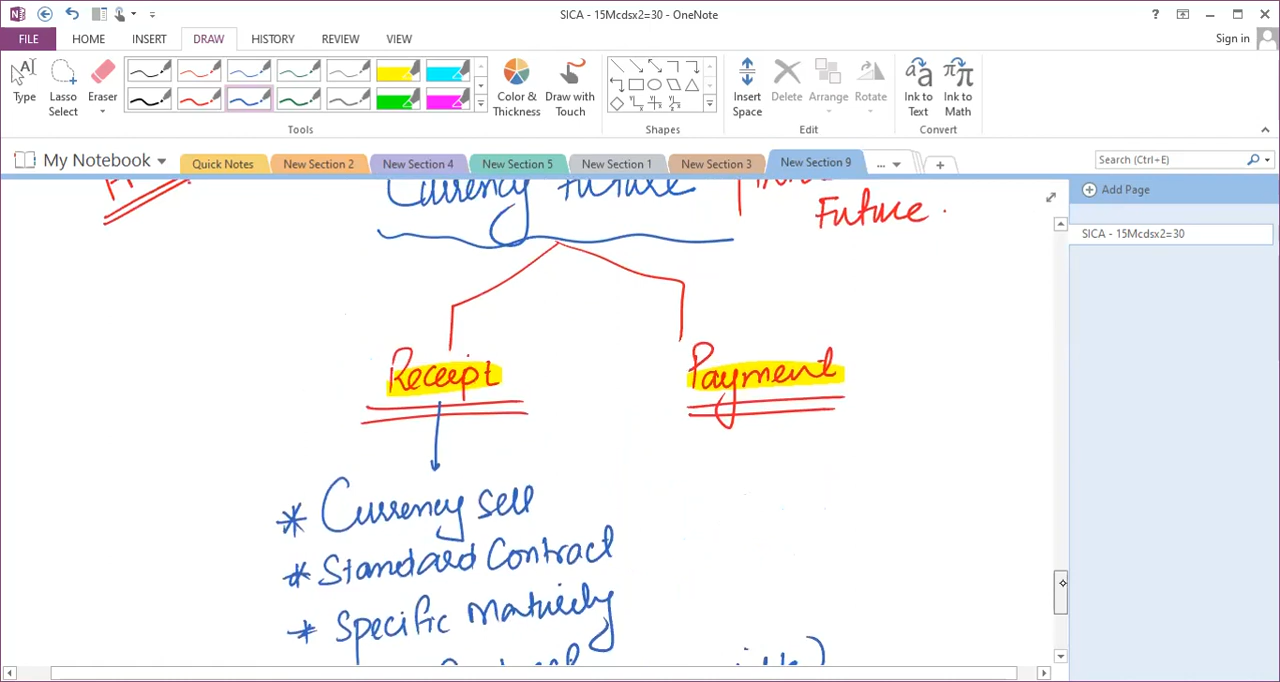 SICA - 15Mcdsx2=30 - OneNote
?
FILE HOME INSERT DRAW HISTORY REVIEW VIEW
Sign in
Type
Lasso Select
Eraser
Color & Thickness
Draw with Touch
Insert Space
Delete
Arrange
Rotate
Ink to Text
Ink to Math
Tools
Shapes
Edit
Convert
My Notebook
Quick Notes
New Section 2
New Section 4
New Section 5
New Section 1
New Section 3
New Section 9
...
Search (Ctrl+E)
Add Page
SICA - 15Mcdsx2=30
Currency Future
Future.
Receipt
Payment
* Currency sell
* Standard Contract
* Specific Maturity